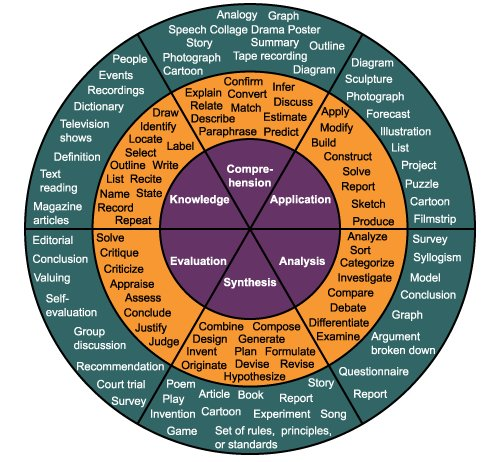 Analogy Graph
Speech Collage Drama Poster
Story Summary Outline
Photograph Tape recording
Cartoon Diagram
Confirm
Explain Convert Infer
Relate Match Discuss
Describe Estimate
Paraphrase Predict
Compre-
hension
Diagram
Sculpture
Photograph
Forecast
Illustration
List
Project
Puzzle
Cartoon
Filmstrip
Apply
Modify
Build
Construct
Solve
Report
Sketch
Produce
Application
Survey
Syllogism
Model
Conclusion
Graph
Argument
broken down
Questionnaire
Report
Analyze
Sort
Categorize
Investigate
Compare
Debate
Differentiate
Examine
Analysis
Synthesis
Combine Compose
Design Generate
Invent Plan Formulate
Originate Devise Revise
Hypothesize
Poem Story
Play Article Book Report
Invention Cartoon Experiment Song
Game Set of rules, principles,
or standards
Evaluation
Solve
Critique
Criticize
Appraise
Assess
Conclude
Justify
Judge
Editorial
Conclusion
Valuing
Self-
evaluation
Group
discussion
Recommendation
Court trial
Survey
Knowledge
Draw
Identify
Locate Label
Select
Outline Write
List Recite
Name State
Record
Repeat
People
Events
Recordings
Dictionary
Television
shows
Definition
Text
reading
Magazine
articles